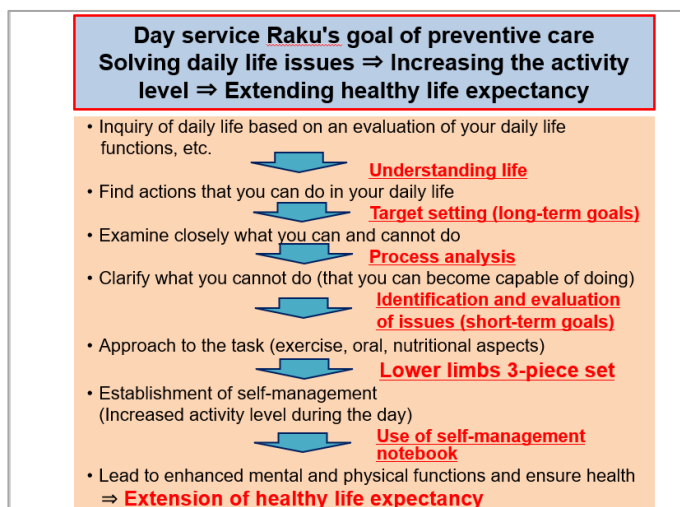 Day service Raku's goal of preventive care
Solving daily life issues ⇒ Increasing the activity
level ⇒ Extending healthy life expectancy
• Inquiry of daily life based on an evaluation of your daily life
functions, etc.
Understanding life
• Find actions that you can do in your daily life
Target setting (long-term goals)
• Examine closely what you can and cannot do
Process analysis
• Clarify what you cannot do (that you can become capable of doing)
Identification and evaluation
of issues (short-term goals)
• Approach to the task (exercise, oral, nutritional aspects)
Lower limbs 3-piece set
• Establishment of self-management
(Increased activity level during the day)
Use of self-management
notebook
• Lead to enhanced mental and physical functions and ensure health
⇒ Extension of healthy life expectancy